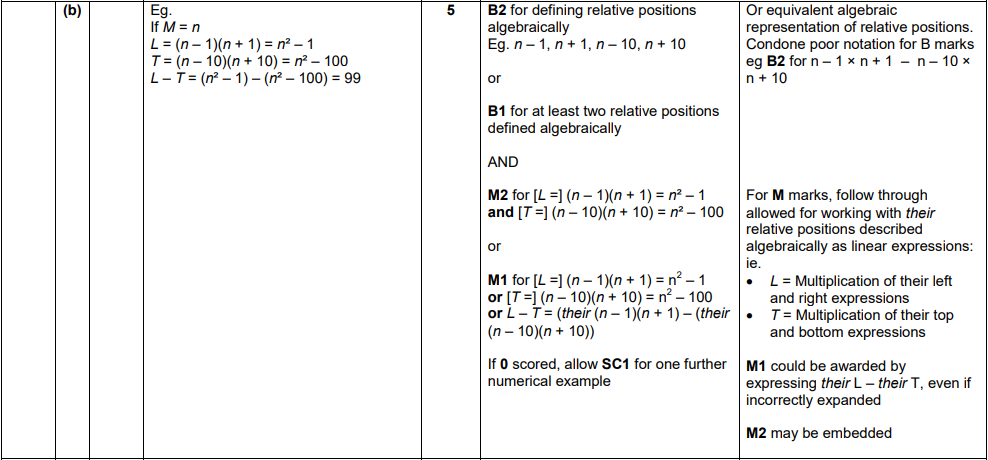 (b)
Eg.
If M = n
L = (n – 1)(n + 1) = n² – 1
T = (n – 10)(n + 10) = n² – 100
L – T = (n² – 1) – (n² – 100) = 99
5
B2 for defining relative positions
algebraically
Eg. n – 1, n + 1, n – 10, n + 10
or
B1 for at least two relative positions
defined algebraically
AND
M2 for [L =] (n – 1)(n + 1) = n² – 1
and [T =] (n – 10)(n + 10) = n² – 100
or
M1 for [L =] (n – 1)(n + 1) = n² – 1
or [T =] (n – 10)(n + 10) = n² – 100
or L – T = (their (n – 1)(n + 1) – (their
(n – 10)(n + 10))
If 0 scored, allow SC1 for one further
numerical example
Or equivalent algebraic
representation of relative positions.
Condone poor notation for B marks
eg B2 for n – 1 × n + 1 – n – 10 ×
n + 10
For M marks, follow through
allowed for working with their
relative positions described
algebraically as linear expressions:
ie.
• L = Multiplication of their left
and right expressions
• T = Multiplication of their top
and bottom expressions
M1 could be awarded by
expressing their L – their T, even if
incorrectly expanded
M2 may be embedded